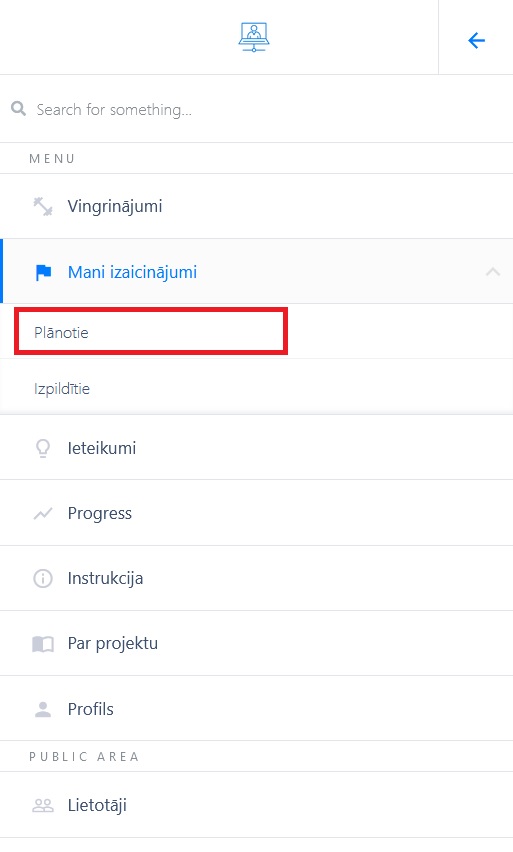 Search for something...
MENU
Vingrinājumi
Mani izaicinājumi
Plānotie
Izpildītie
Ieteikumi
Progress
Instrukcija
Par projektu
Profils
PUBLIC AREA
Lietotāji